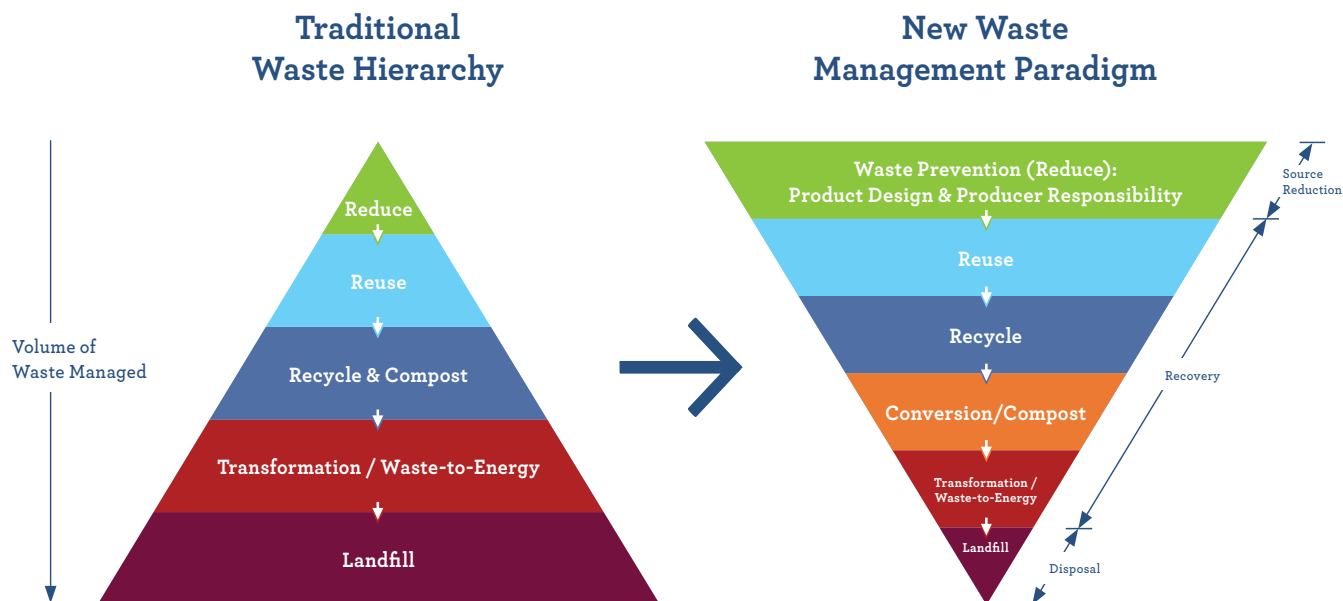 Traditional
Waste Hierarchy
New Waste
Management Paradigm
Volume of
Waste Managed
Reduce
Reuse
Recycle & Compost
Transformation / Waste-to-Energy
Landfill
Waste Prevention (Reduce):
Product Design & Producer Responsibility
Reuse
Recycle
Conversion/Compost
Transformation /
Waste-to-Energy
Landfill
Source
Reduction
Recovery
Disposal